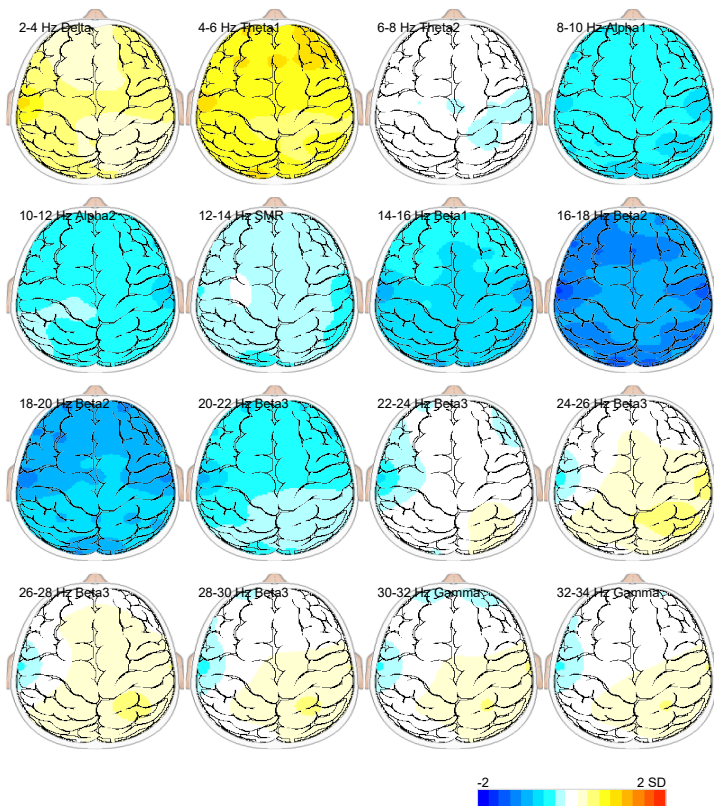 2-4 Hz Delta
4-6 Hz Theta1
6-8 Hz Theta2
8-10 Hz Alpha1
10-12 Hz Alpha2
12-14 Hz SMR
14-16 Hz Beta1
16-18 Hz Beta2
18-20 Hz Beta2
20-22 Hz Beta3
22-24 Hz Beta3
24-26 Hz Beta3
26-28 Hz Beta3
28-30 Hz Beta3
30-32 Hz Gamma
32-34 Hz Gamma
-2
2 SD